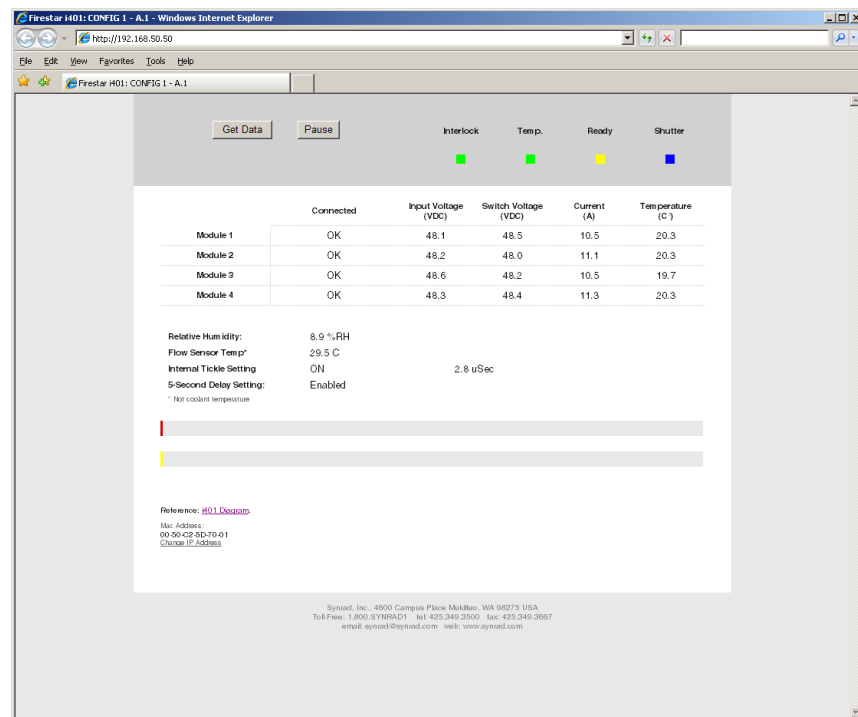 Firestar i401: CONFIG 1 - A.1 - Windows Internet Explorer
http://192.168.50.50
File Edit View Favorites Tools Help
Firestar i401: CONFIG 1 - A.1
Get Data Pause Interlock Temp. Ready Shutter
Connected Input Voltage (VDC) Switch Voltage (VDC) Current (A) Temperature (C°)
Module 1 OK 48.1 48.5 10.5 20.3
Module 2 OK 48.2 48.0 11.1 20.3
Module 3 OK 48.6 48.2 10.5 19.7
Module 4 OK 48.3 48.4 11.3 20.3
Relative Humidity: 8.9 %RH
Flow Sensor Temp* 29.5 C
Internal Tickle Setting ON 2.8 uSec
5-Second Delay Setting: Enabled
* Not coolant temperature
Reference: i401 Diagram.
Mac Address:
00-50-C2-5D-70-01
Change IP Address
Synrad, Inc., 4600 Campus Place Mukilteo, WA 98275 USA
Toll Free: 1.800.SYNRAD1 tel: 425.349.3500 fax: 425.349.3667
email: synrad@synrad.com web: www.synrad.com